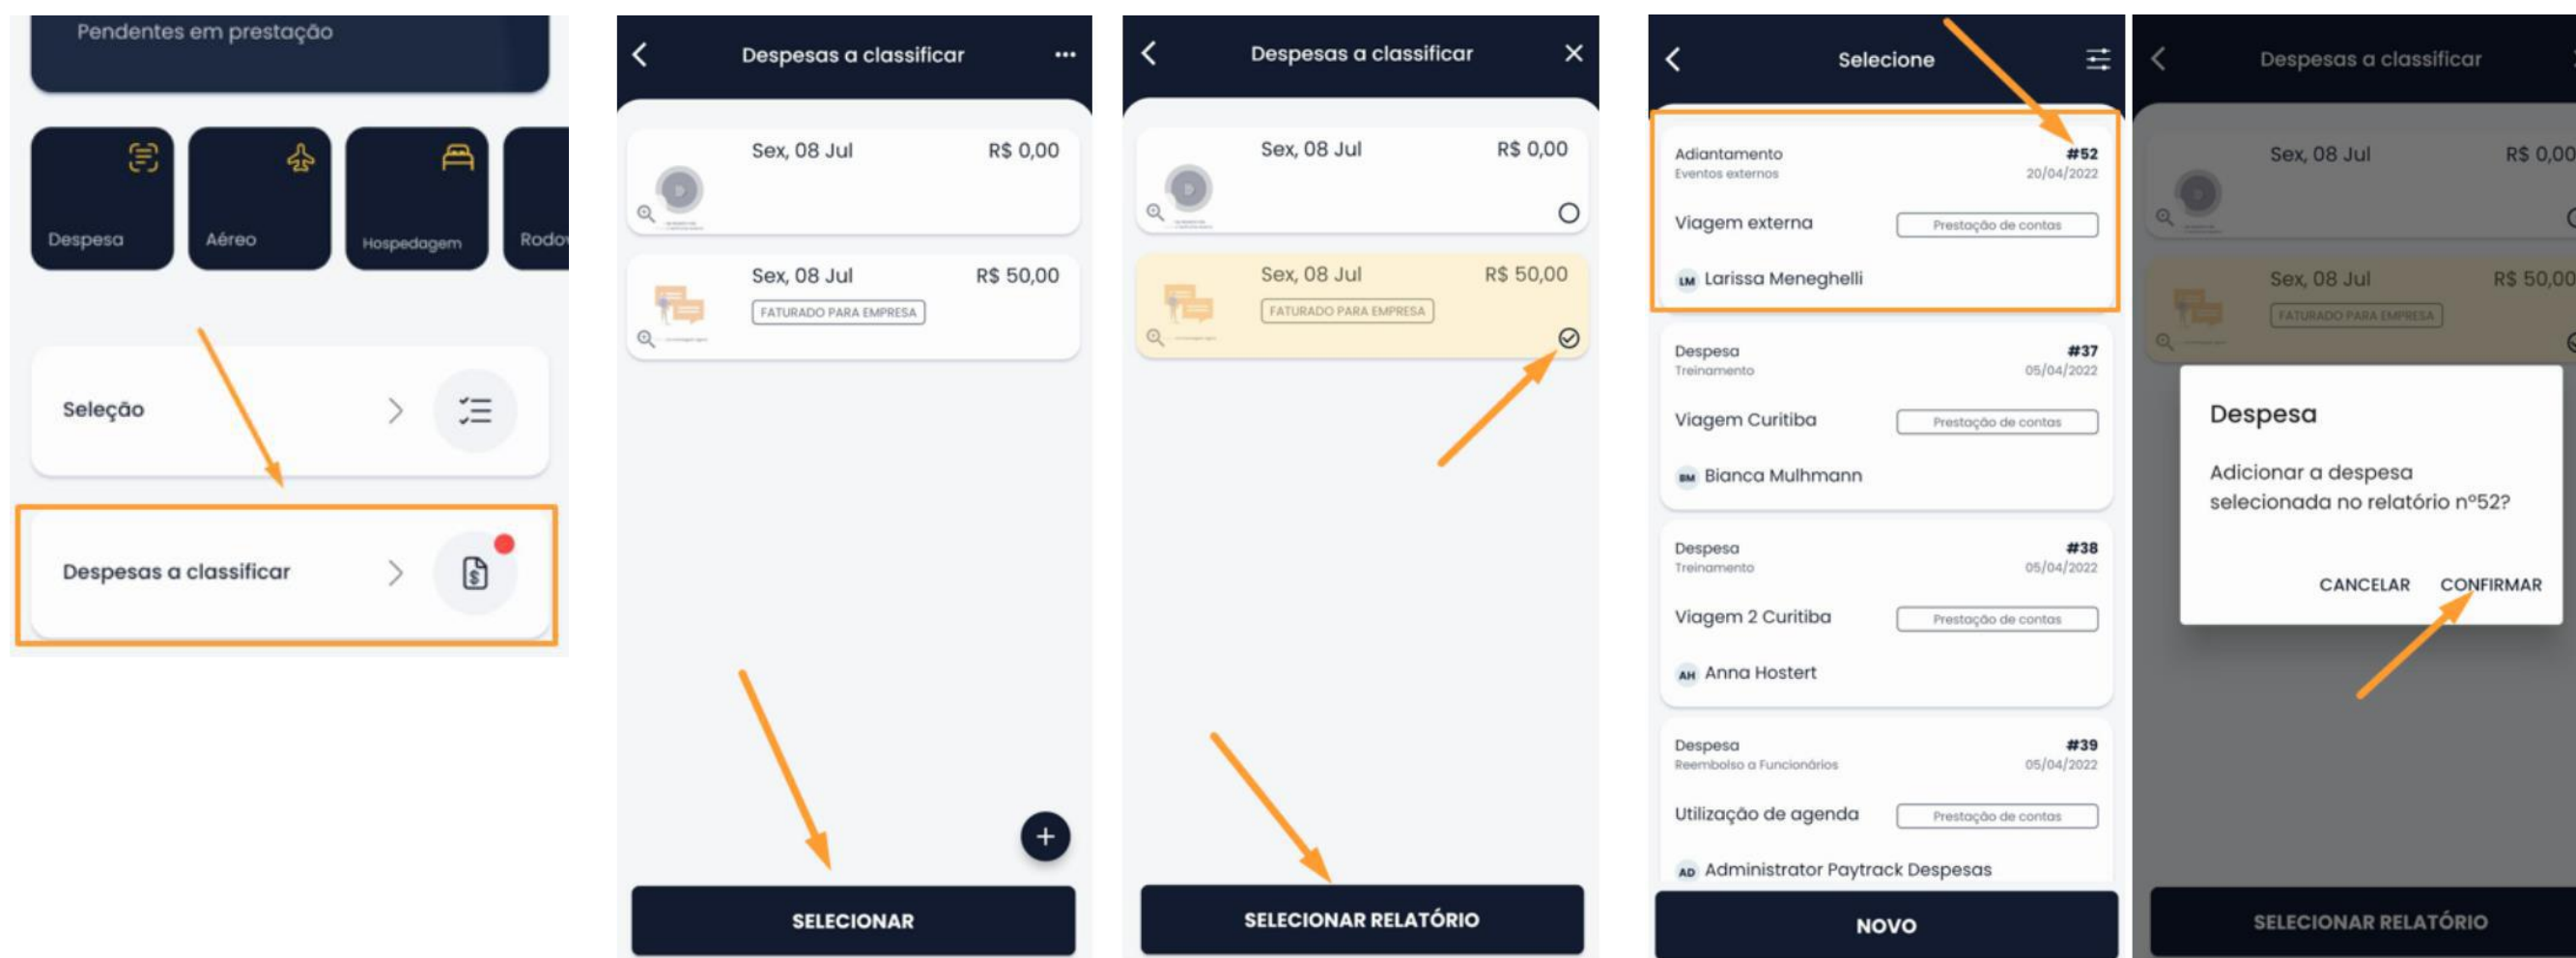 Pendentes em prestação
Despesa
Aéreo
Hospedagem
Rodov
Seleção
Despesas a classificar
Despesas a classificar
Sex, 08 Jul
R$ 0,00
Sex, 08 Jul
R$ 50,00
FATURADO PARA EMPRESA
SELECIONAR
Despesas a classificar
Sex, 08 Jul
R$ 0,00
Sex, 08 Jul
R$ 50,00
FATURADO PARA EMPRESA
SELECIONAR RELATÓRIO
Selecione
Adiantamento
#52
Eventos externos
20/04/2022
Viagem externa
Prestação de contas
LM Larissa Meneghelli
Despesa
#37
Treinamento
05/04/2022
Viagem Curitiba
Prestação de contas
BM Bianca Mulhmann
Despesa
#38
Treinamento
05/04/2022
Viagem 2 Curitiba
Prestação de contas
AH Anna Hostert
Despesa
#39
Reembolso a Funcionários
05/04/2022
Utilização de agenda
Prestação de contas
AD Administrator Paytrack Despesas
NOVO
Despesas a classificar
Sex, 08 Jul
R$ 0,00
Sex, 08 Jul
R$ 50,00
FATURADO PARA EMPRESA
Despesa
Adicionar a despesa
selecionada no relatório nº52?
CANCELAR
CONFIRMAR
SELECIONAR RELATÓRIO